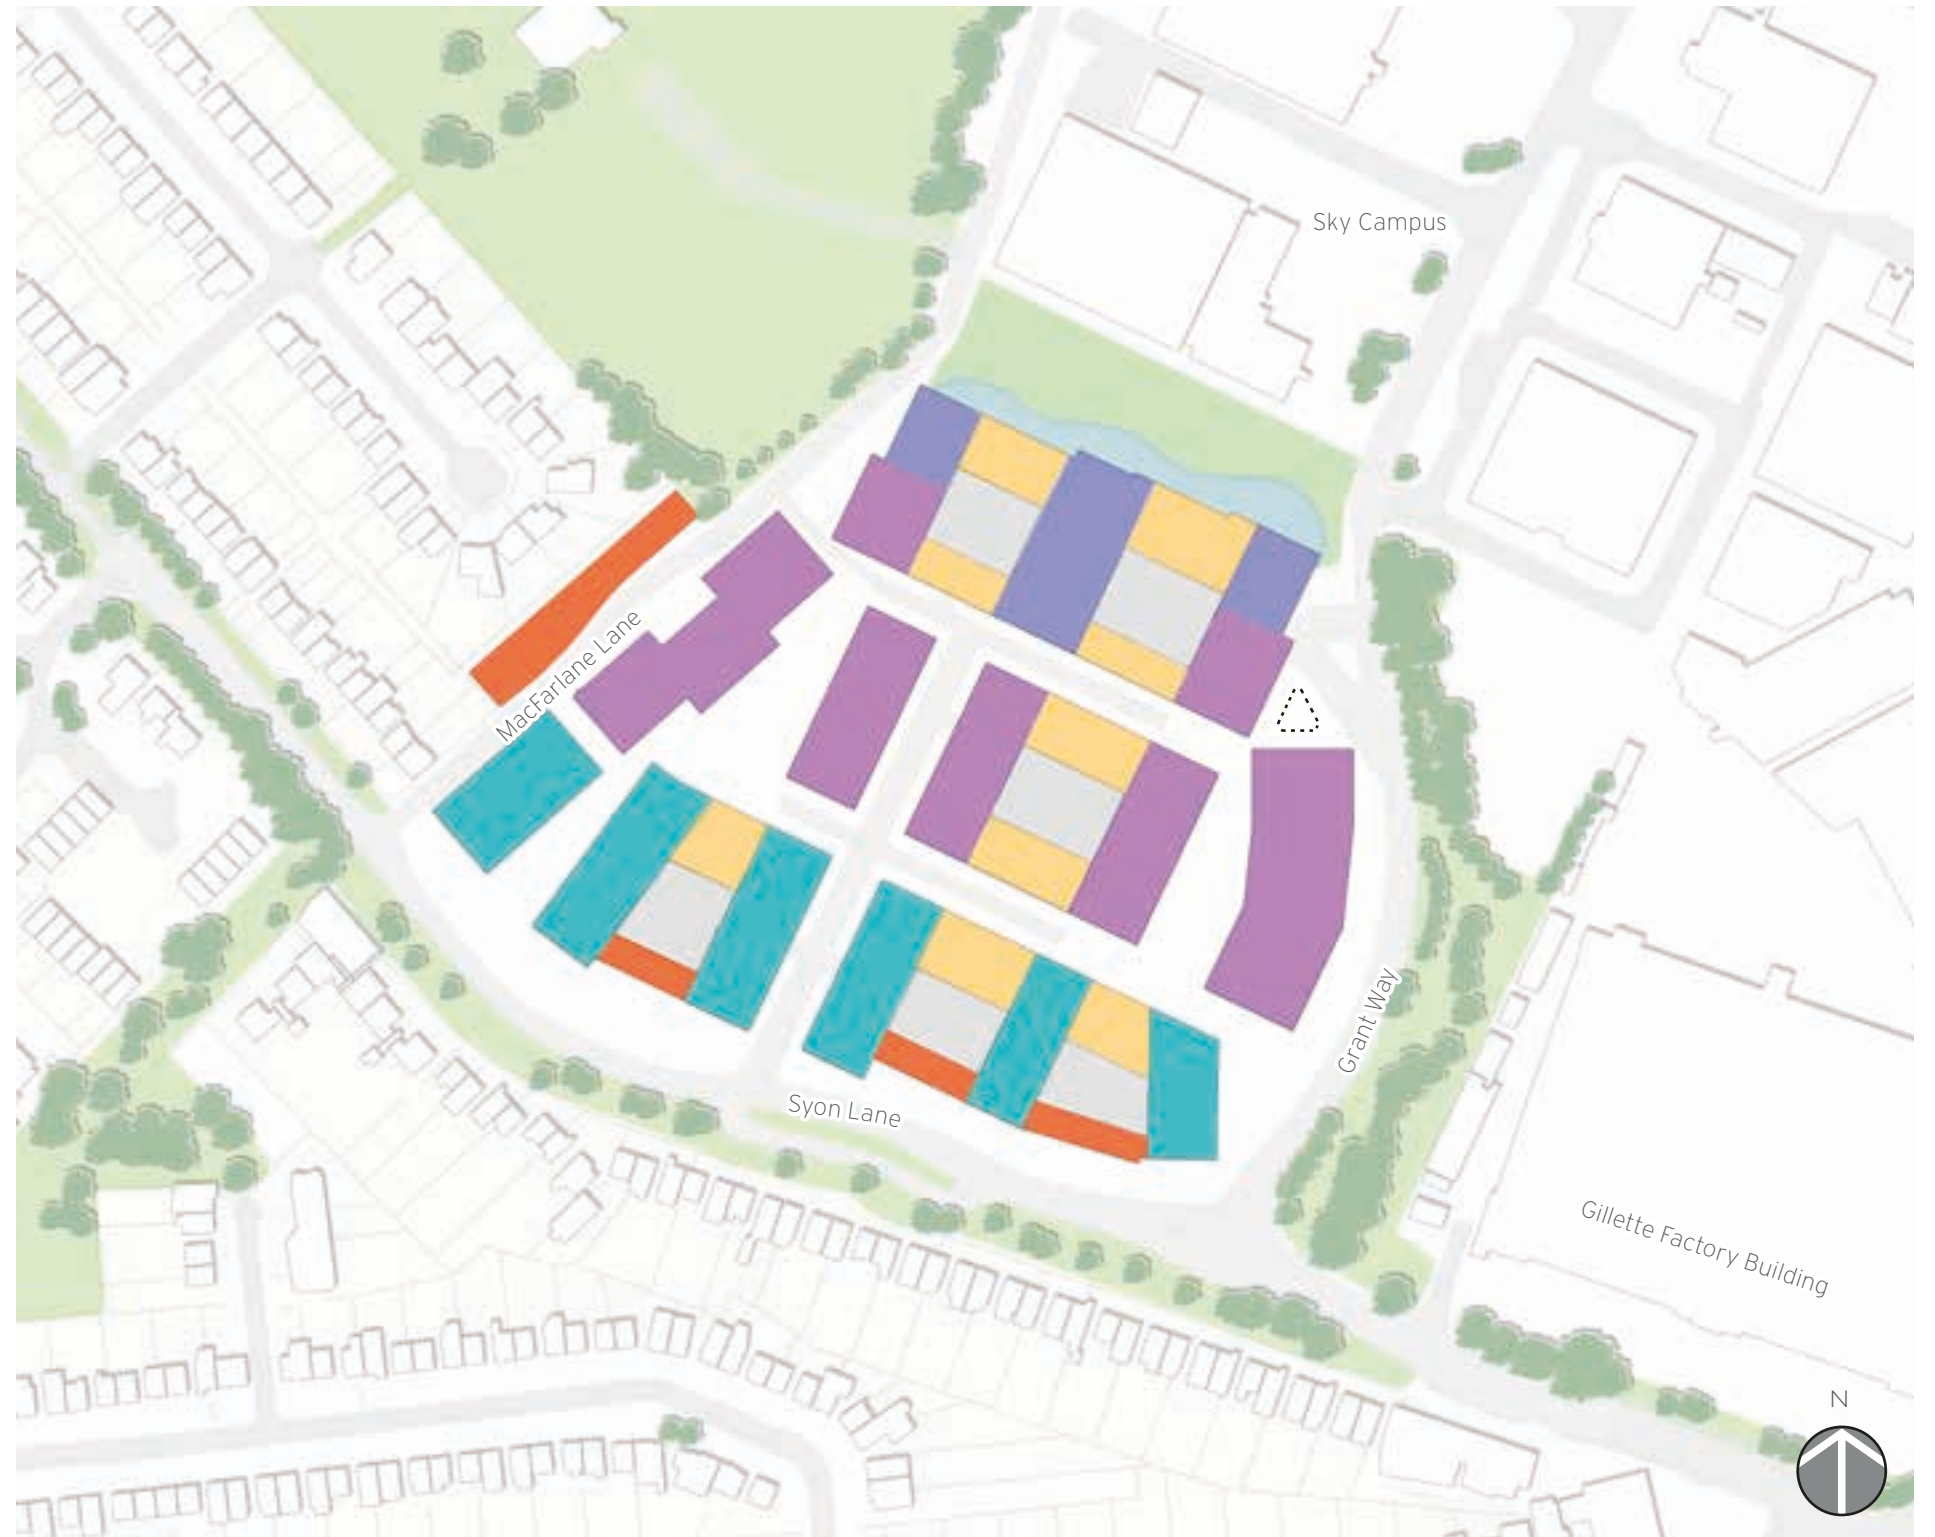 Sky Campus
MacFarlane Lane
Grant Way
Syon Lane
Gillette Factory Building
N